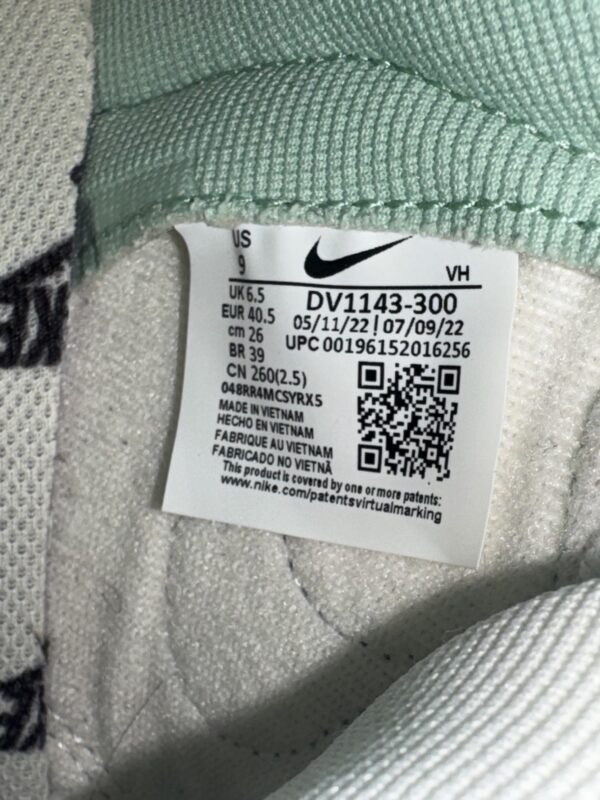 US
9
VH
UK 6.5
EUR 40.5
cm 26
BR 39
CN 260(2.5)
DV1143-300
05/11/22 | 07/09/22
UPC 00196152016256
048RR4MCSYRX5
MADE IN VIETNAM
HECHO EN VIETNAM
FABRIQUE AU VIETNAM
FABRICADO NO VIETNÃ
This product is covered by one or more patents:
www.nike.com/patentsvirtualmarking